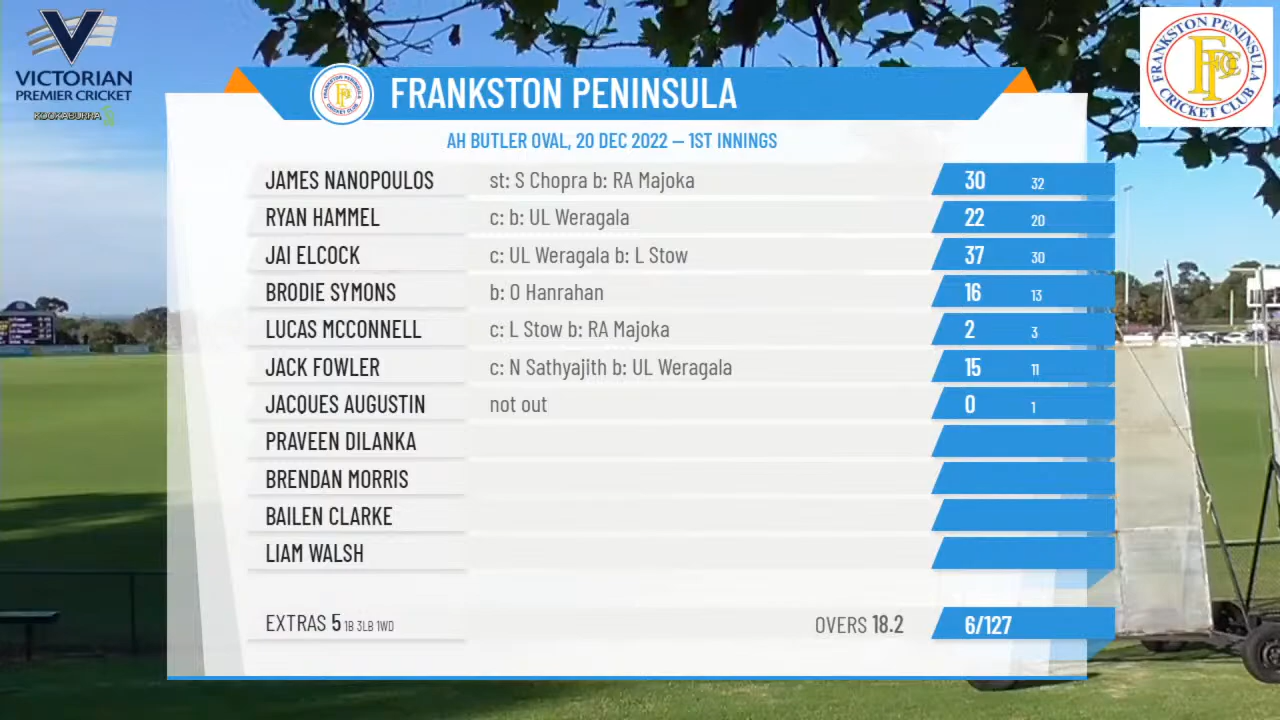 VICTORIAN
PREMIER CRICKET
KOOKABURRA
FRANKSTON PENINSULA
CRICKET CLUB
FRANKSTON PENINSULA
AH BUTLER OVAL, 20 DEC 2022 – 1ST INNINGS
JAMES NANOPOULOS st: S Chopra b: RA Majoka 30 32
RYAN HAMMEL c: b: UL Weragala 22 20
JAI ELCOCK c: UL Weragala b: L Stow 37 30
BRODIE SYMONS b: O Hanrahan 16 13
LUCAS MCCONNELL c: L Stow b: RA Majoka 2 3
JACK FOWLER c: N Sathyajith b: UL Weragala 15 11
JACQUES AUGUSTIN not out 0 1
PRAVEEN DILANKA
BRENDAN MORRIS
BAILEN CLARKE
LIAM WALSH
EXTRAS 5 1B 3LB 1WD OVERS 18.2 6/127